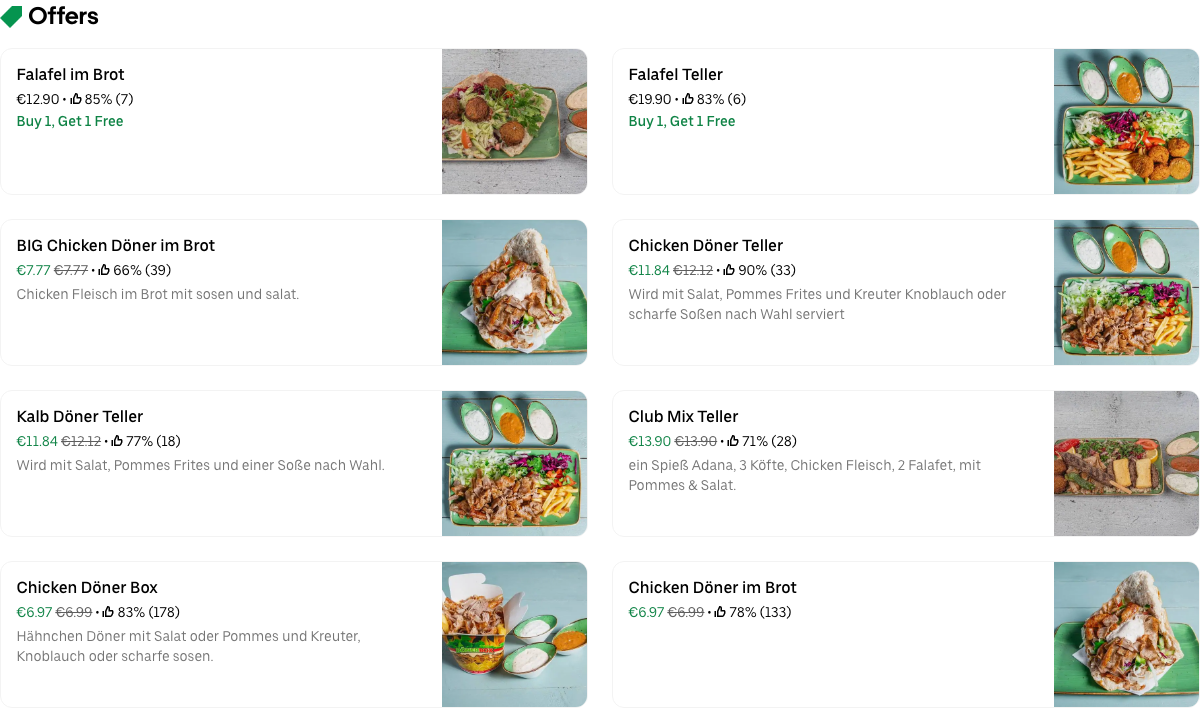 Offers
Falafel im Brot
€12.90 • 85% (7)
Buy 1, Get 1 Free
Falafel Teller
€19.90 • 83% (6)
Buy 1, Get 1 Free
BIG Chicken Döner im Brot
€7.77 €7.77 • 66% (39)
Chicken Fleisch im Brot mit sosen und salat.
Chicken Döner Teller
€11.84 €12.12 • 90% (33)
Wird mit Salat, Pommes Frites und Kreuter Knoblauch oder
scharfe Soßen nach Wahl serviert
Kalb Döner Teller
€11.84 €12.12 • 77% (18)
Wird mit Salat, Pommes Frites und einer Soße nach Wahl.
Club Mix Teller
€13.90 €13.90 • 71% (28)
ein Spieß Adana, 3 Köfte, Chicken Fleisch, 2 Falafet, mit
Pommes & Salat.
Chicken Döner Box
€6.97 €6.99 • 83% (178)
Hähnchen Döner mit Salat oder Pommes und Kreuter,
Knoblauch oder scharfe sosen.
Chicken Döner im Brot
€6.97 €6.99 • 78% (133)